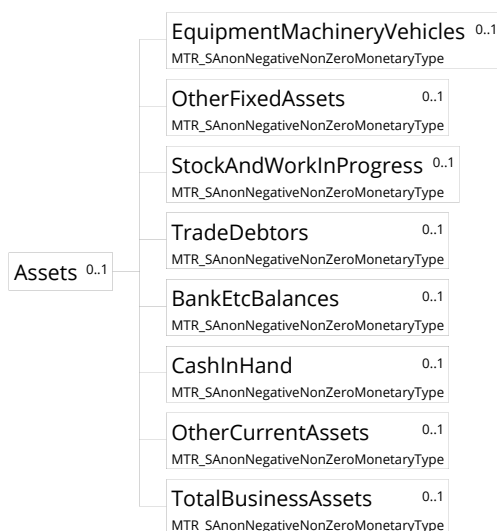 EquipmentMachineryVehicles 0..1
MTR_SAnonNegativeNonZeroMonetaryType
OtherFixedAssets 0..1
MTR_SAnonNegativeNonZeroMonetaryType
StockAndWorkInProgress 0..1
MTR_SAnonNegativeNonZeroMonetaryType
TradeDebtors 0..1
MTR_SAnonNegativeNonZeroMonetaryType
Assets 0..1
BankEtcBalances 0..1
MTR_SAnonNegativeNonZeroMonetaryType
CashInHand 0..1
MTR_SAnonNegativeNonZeroMonetaryType
OtherCurrentAssets 0..1
MTR_SAnonNegativeNonZeroMonetaryType
TotalBusinessAssets 0..1
MTR_SAnonNegativeNonZeroMonetaryType